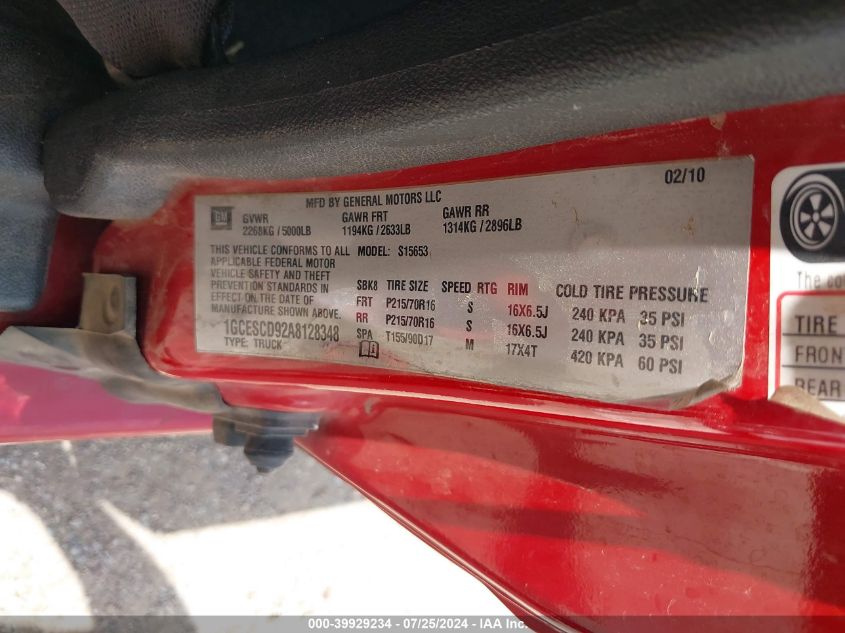 MFD BY GENERAL MOTORS LLC
02/10
GM
GVWR
2268KG / 5000LB
GAWR FRT
1194KG / 2633LB
GAWR RR
1314KG / 2896LB
THIS VEHICLE CONFORMS TO ALL
APPLICABLE FEDERAL MOTOR
VEHICLE SAFETY AND THEFT
PREVENTION STANDARDS IN
EFFECT ON THE DATE OF
MANUFACTURE SHOWN ABOVE.
1GCESCD92A8128348
TYPE: TRUCK
MODEL: S15653
SBK8 TIRE SIZE SPEED RTG RIM COLD TIRE PRESSURE
FRT P215/70R16 S 16X6.5J 240 KPA 35 PSI
RR P215/70R16 S 16X6.5J 240 KPA 35 PSI
SPA T155/90D17 M 17X4T 420 KPA 60 PSI
The co
TIRE
FRON
REAR
000-39929234 - 07/25/2024 - IAA Inc.